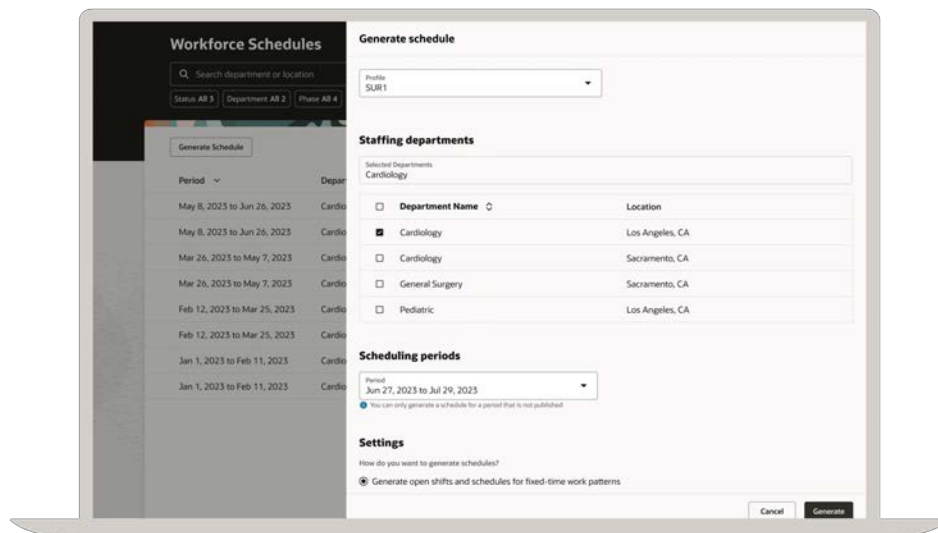 Workforce Schedules
Search department or location
Status All 3 Department All 2 Phase All 4
Generate Schedule
Period Depar
May 8, 2023 to Jun 26, 2023 Cardio
May 8, 2023 to Jun 26, 2023 Cardio
Mar 26, 2023 to May 7, 2023 Cardio
Mar 26, 2023 to May 7, 2023 Cardio
Feb 12, 2023 to Mar 25, 2023 Cardio
Feb 12, 2023 to Mar 25, 2023 Cardio
Jan 1, 2023 to Feb 11, 2023 Cardio
Jan 1, 2023 to Feb 11, 2023 Cardio
Generate schedule
Profile
SUR1
Staffing departments
Selected Departments
Cardiology
Department Name Location
Cardiology Los Angeles, CA
Cardiology Sacramento, CA
General Surgery Sacramento, CA
Pediatric Los Angeles, CA
Scheduling periods
Period
Jun 27, 2023 to Jul 29, 2023
You can only generate a schedule for a period that is not published
Settings
How do you want to generate schedules?
Generate open shifts and schedules for fixed-time work patterns
Cancel Generate